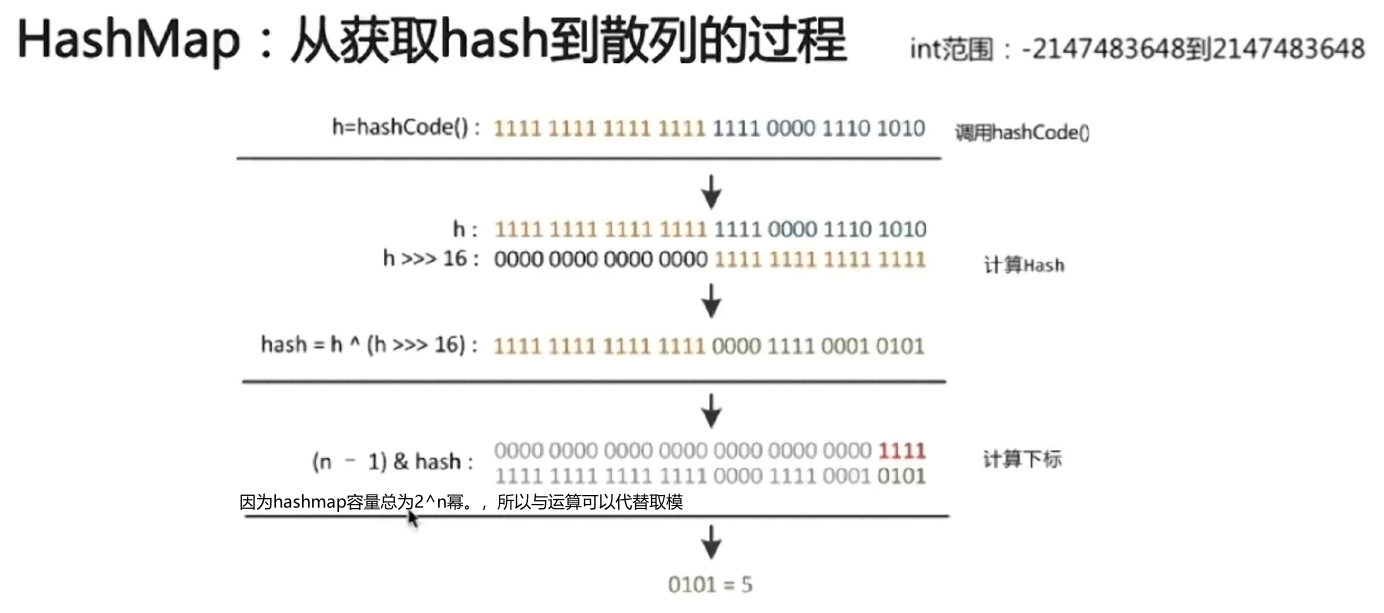 HashMap：从获取hash到散列的过程 int范围：-2147483648到2147483648
h=hashCode()： 1111 1111 1111 1111 1111 0000 1110 1010 调用hashCode()
h： 1111 1111 1111 1111 1111 0000 1110 1010
h >>> 16： 0000 0000 0000 0000 1111 1111 1111 1111 计算Hash
hash = h ^ (h >>> 16)： 1111 1111 1111 1111 0000 1111 0001 0101
(n － 1) & hash： 0000 0000 0000 0000 0000 0000 0000 1111 计算下标
1111 1111 1111 1111 0000 1111 0001 0101
因为hashmap容量总为2^n幂。，所以与运算可以代替取模
0101 = 5